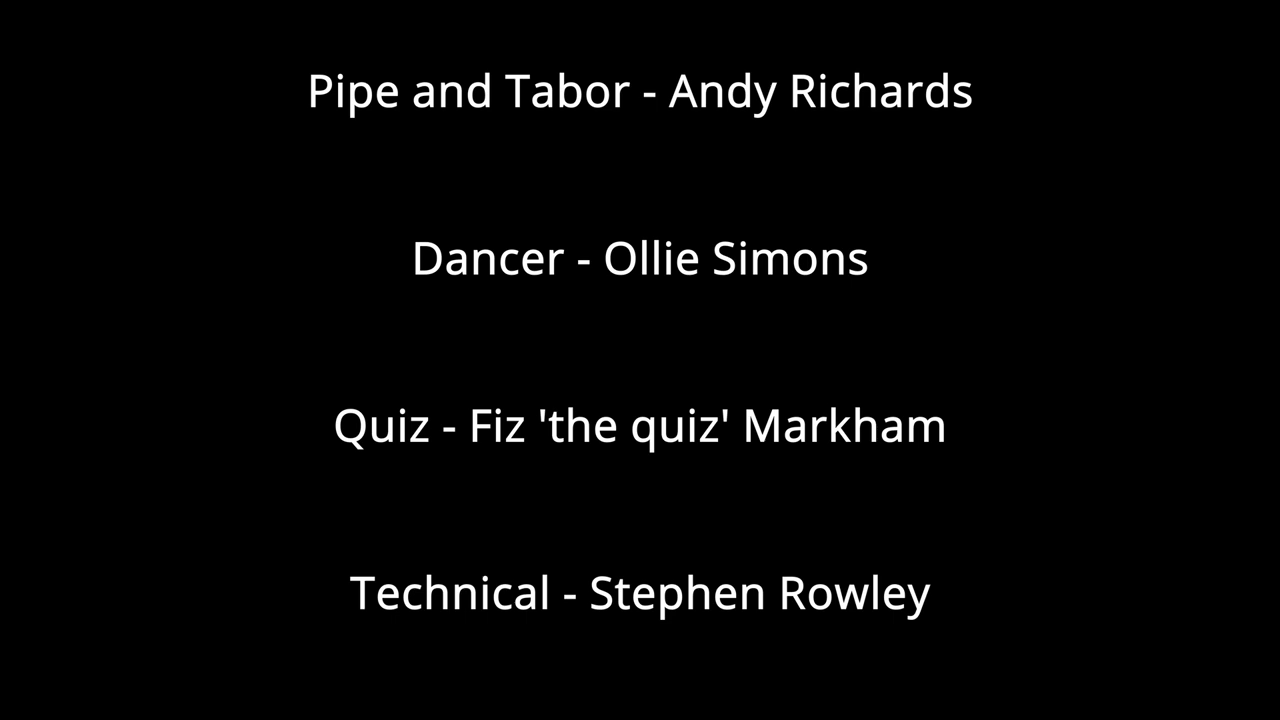 Pipe and Tabor - Andy Richards
Dancer - Ollie Simons
Quiz - Fiz 'the quiz' Markham
Technical - Stephen Rowley